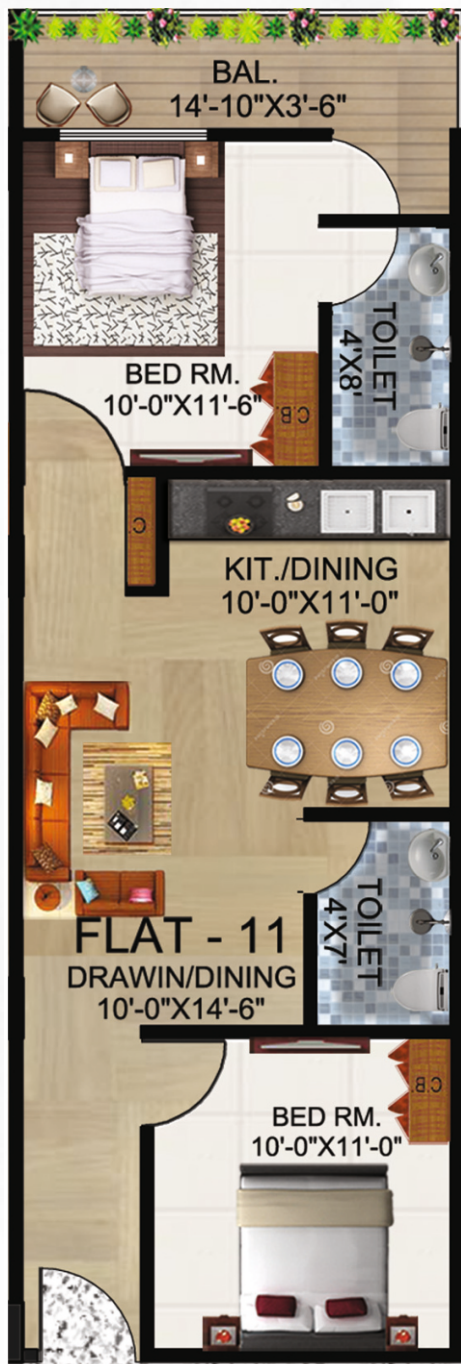 BAL.
14'-10"X3'-6"
TOILET
4'X8'
BED RM.
10'-0"X11'-6"
C.B.
C.
KIT./DINING
10'-0"X11'-0"
TOILET
4'X7'
FLAT - 11
DRAWIN/DINING
10'-0"X14'-6"
C.B.
BED RM.
10'-0"X11'-0"